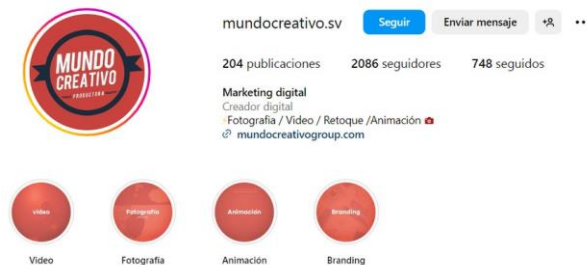 MUNDO
CREATIVO
PRODUCTORA
mundocreativo.sv Seguir Enviar mensaje
204 publicaciones 2086 seguidores 748 seguidos
Marketing digital
Creador digital
Fotografia / Video / Retoque /Animación
mundocreativogroup.com
Video Fotografía Animación Branding
Video Fotografía Animación Branding